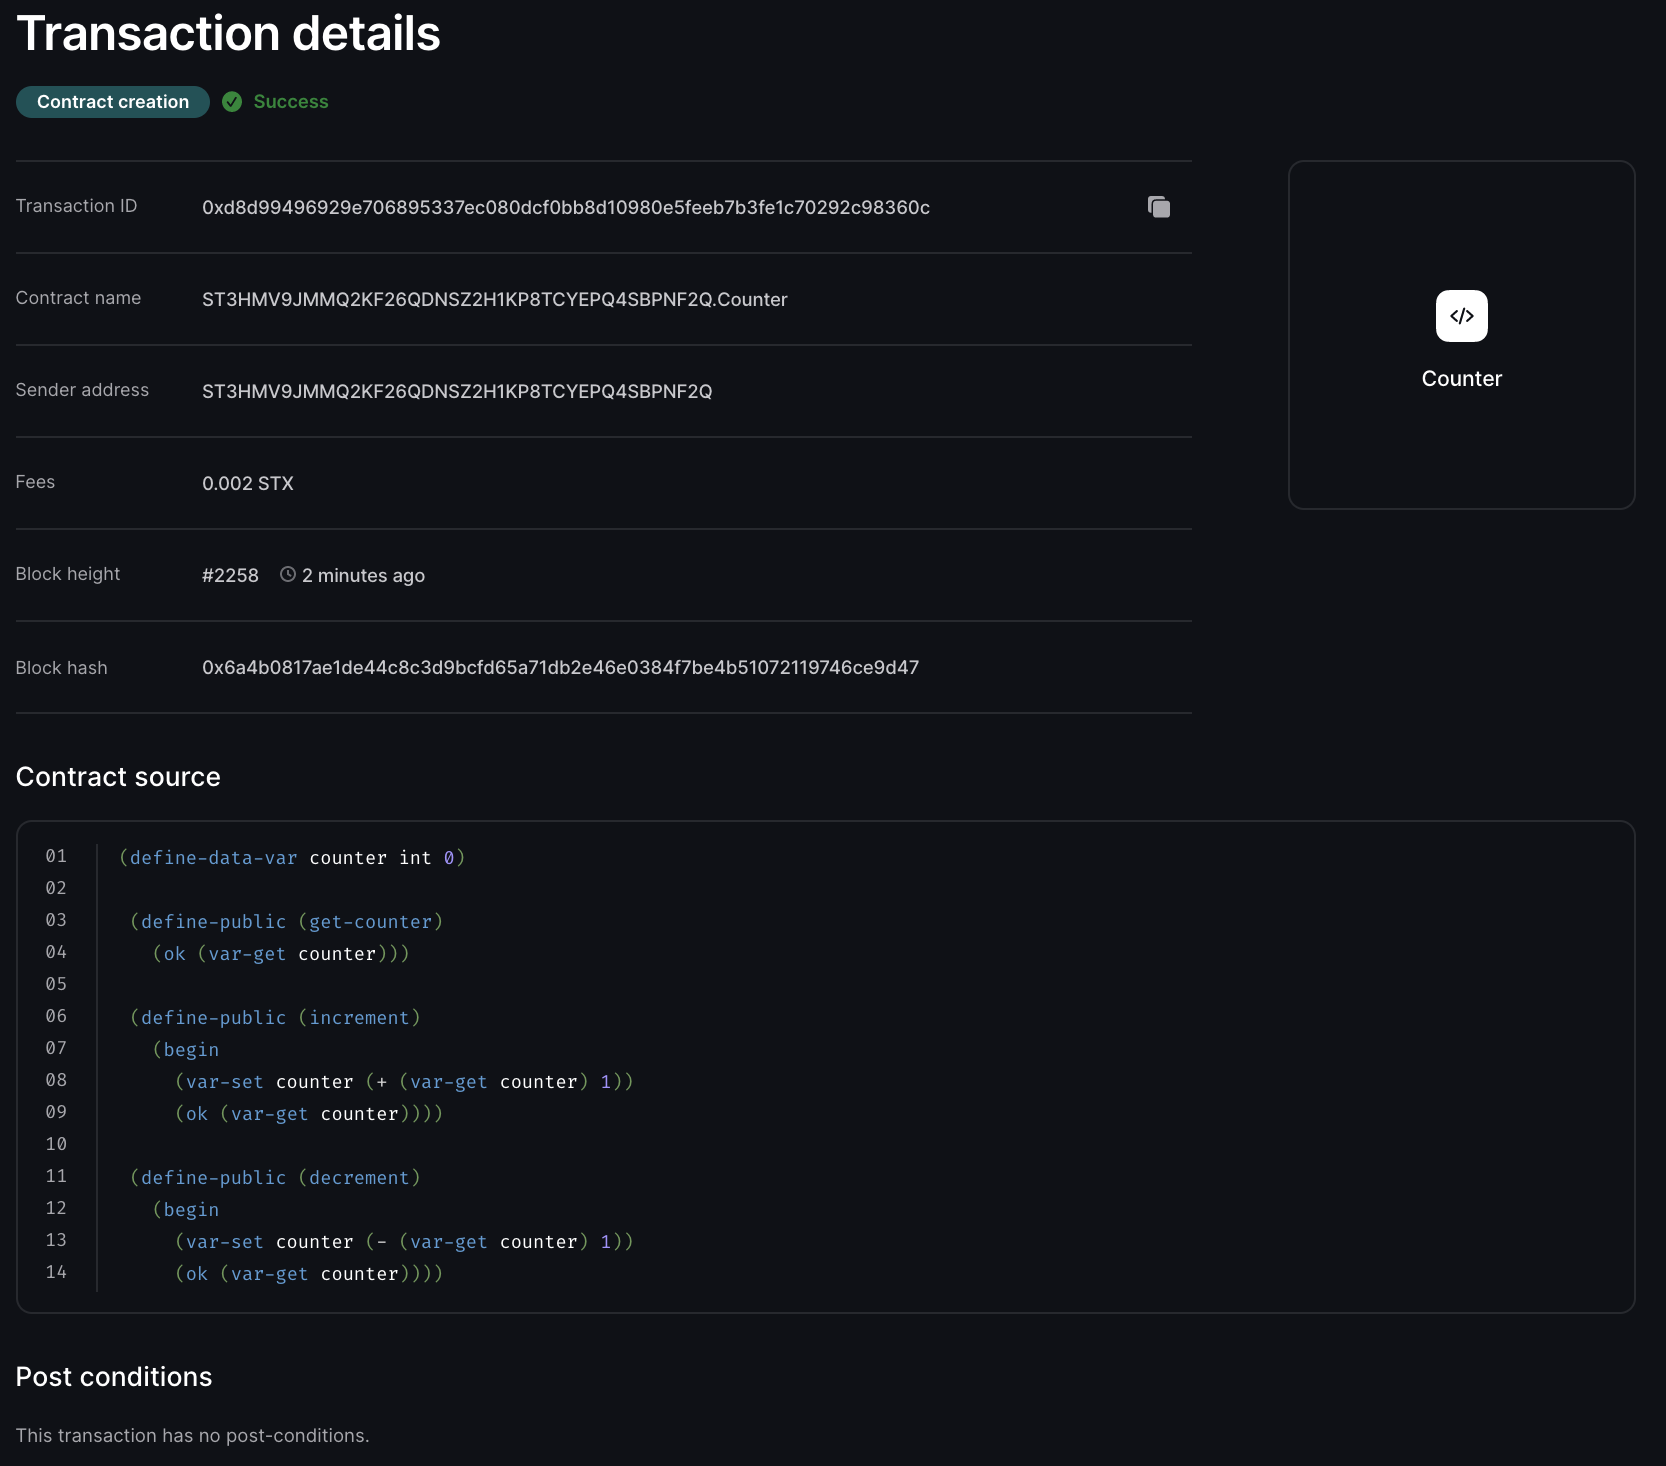 Transaction details
Contract creation Success
Transaction ID 0xd8d99496929e706895337ec080dcf0bb8d10980e5feeb7b3fe1c70292c98360c
Contract name ST3HMV9JMMQ2KF26QDNSZ2H1KP8TCYEPQ4SBPNF2Q.Counter
Sender address ST3HMV9JMMQ2KF26QDNSZ2H1KP8TCYEPQ4SBPNF2Q
Fees 0.002 STX
Block height #2258 2 minutes ago
Block hash 0x6a4b0817ae1de44c8c3d9bcfd65a71db2e46e0384f7be4b51072119746ce9d47
</>
Counter
Contract source
01 (define-data-var counter int 0)
02
03 (define-public (get-counter)
04 (ok (var-get counter)))
05
06 (define-public (increment)
07 (begin
08 (var-set counter (+ (var-get counter) 1))
09 (ok (var-get counter))))
10
11 (define-public (decrement)
12 (begin
13 (var-set counter (- (var-get counter) 1))
14 (ok (var-get counter))))
Post conditions
This transaction has no post-conditions.